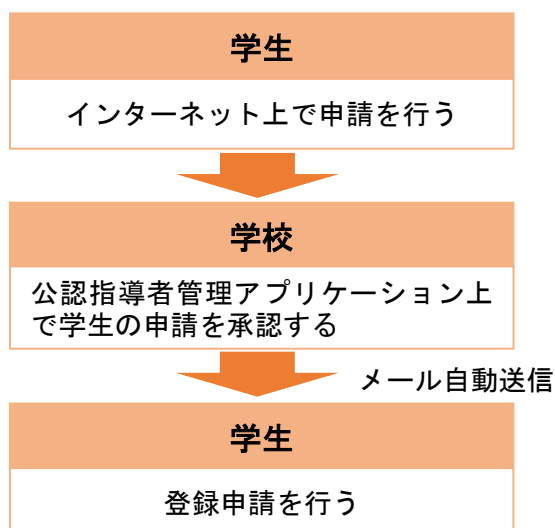 学生
インターネット上で申請を行う
学校
公認指導者管理アプリケーション上
で学生の申請を承認する
メール自動送信
学生
登録申請を行う